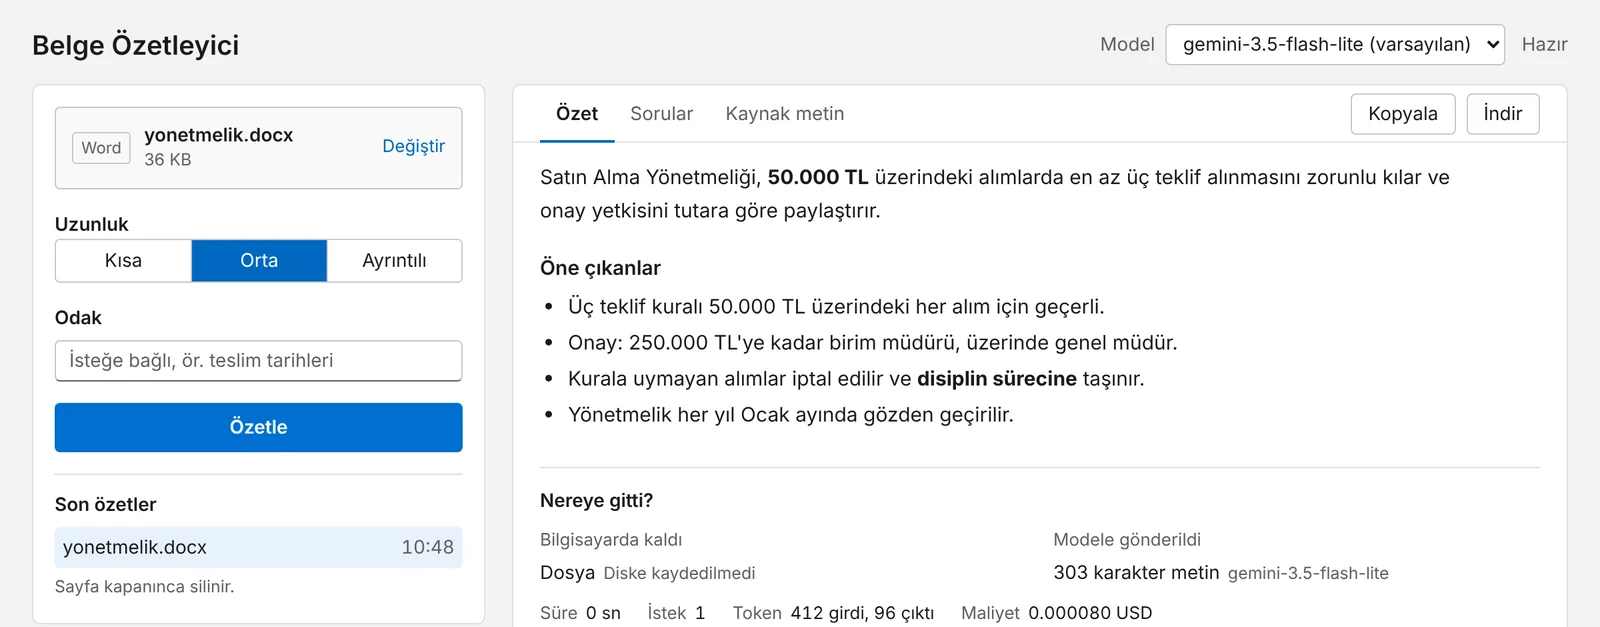 Belge Özetleyici
Model gemini-3.5-flash-lite (varsayılan) Hazır
Word
yonetmelik.docx
36 KB
Değiştir
Uzunluk
Kısa Orta Ayrıntılı
Odak
İsteğe bağlı, ör. teslim tarihleri
Özetle
Son özetler
yonetmelik.docx 10:48
Sayfa kapanınca silinir.
Özet Sorular Kaynak metin Kopyala İndir
Satın Alma Yönetmeliği, 50.000 TL üzerindeki alımlarda en az üç teklif alınmasını zorunlu kılar ve
onay yetkisini tutara göre paylaştırır.
Öne çıkanlar
• Üç teklif kuralı 50.000 TL üzerindeki her alım için geçerli.
• Onay: 250.000 TL'ye kadar birim müdürü, üzerinde genel müdür.
• Kurala uymayan alımlar iptal edilir ve disiplin sürecine taşınır.
• Yönetmelik her yıl Ocak ayında gözden geçirilir.
Nereye gitti?
Bilgisayarda kaldı
Dosya Diske kaydedilmedi
Modele gönderildi
303 karakter metin gemini-3.5-flash-lite
Süre 0 sn İstek 1 Token 412 girdi, 96 çıktı Maliyet 0.000080 USD